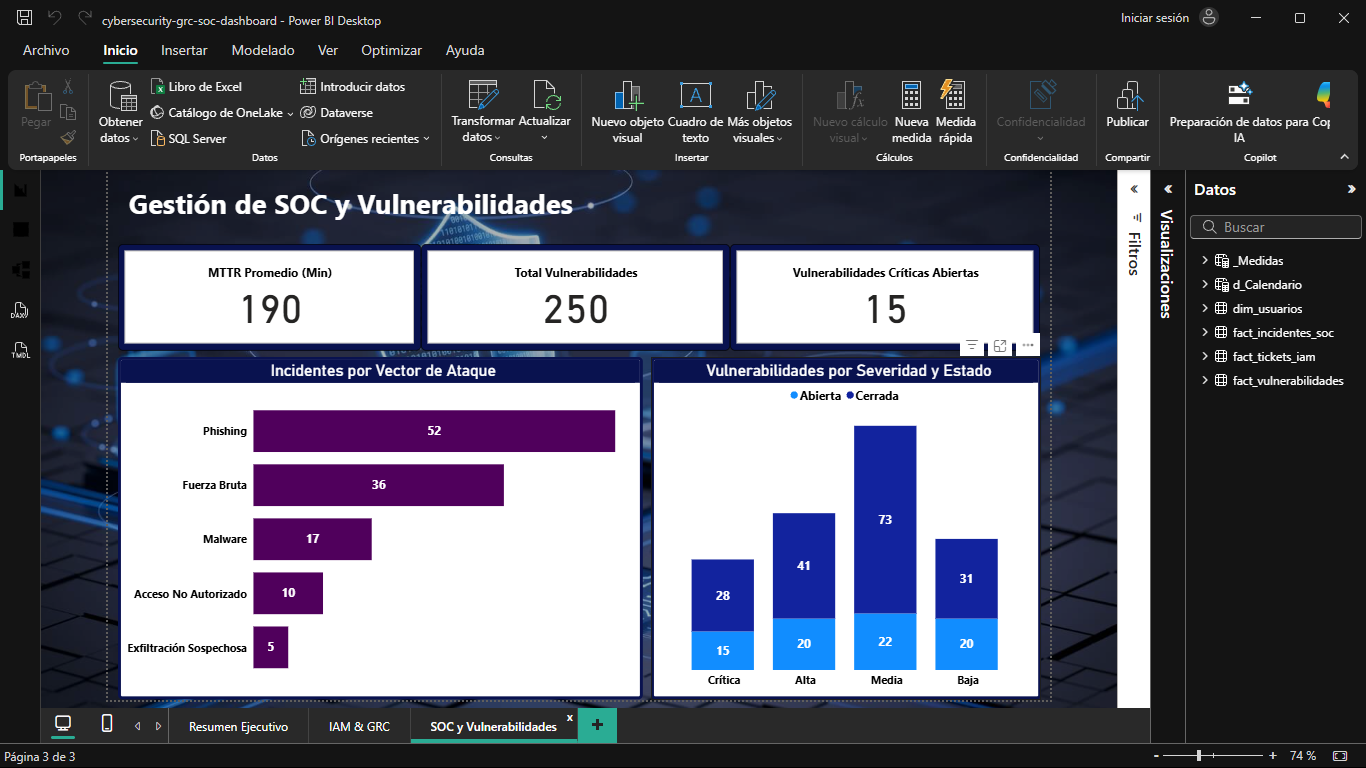 cybersecurity-grc-soc-dashboard - Power BI Desktop
Iniciar sesión
Archivo
Inicio
Insertar
Modelado
Ver
Optimizar
Ayuda
Pegar
Portapapeles
Obtener
datos
Libro de Excel
Catálogo de OneLake
SQL Server
Introducir datos
Dataverse
Orígenes recientes
Datos
Transformar
datos
Actualizar
Consultas
Nuevo objeto
visual
Cuadro de
texto
Más objetos
visuales
Insertar
Nuevo cálculo
visual
Nueva
medida
Medida
rápida
Cálculos
Confidencialidad
Confidencialidad
Publicar
Compartir
Preparación de datos para
IA
Cop
Copilot
DAX
TMDL
Gestión de SOC y Vulnerabilidades
MTTR Promedio (Min)
190
Total Vulnerabilidades
250
Vulnerabilidades Críticas Abiertas
15
Incidentes por Vector de Ataque
Phishing
52
Fuerza Bruta
36
Malware
17
Acceso No Autorizado
10
Exfiltración Sospechosa
5
Vulnerabilidades por Severidad y Estado
Abierta
Cerrada
28
15
Crítica
41
20
Alta
73
22
Media
31
20
Baja
Filtros
Visualizaciones
Datos
Buscar
_Medidas
d_Calendario
dim_usuarios
fact_incidentes_soc
fact_tickets_iam
fact_vulnerabilidades
Resumen Ejecutivo
IAM & GRC
SOC y Vulnerabilidades
x
+
Página 3 de 3
- + 74 %